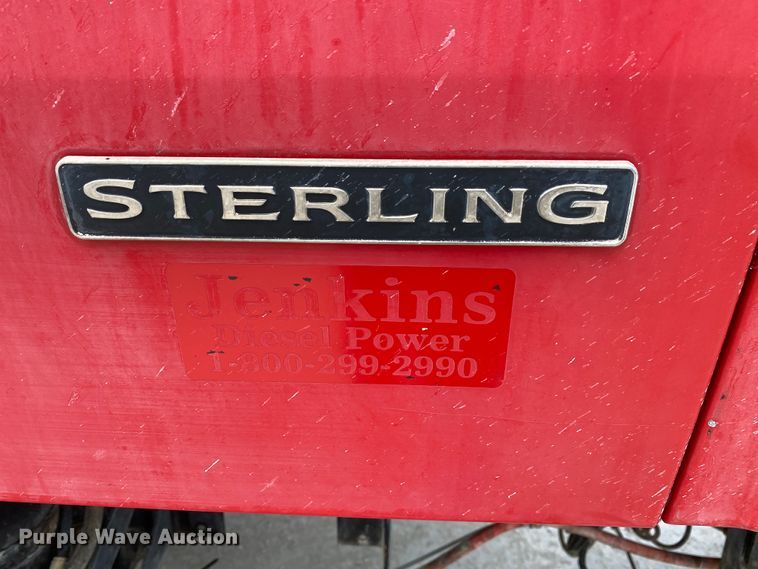 STERLING
Jenkins
Diesel Power
1-800-299-2990
Purple Wave Auction